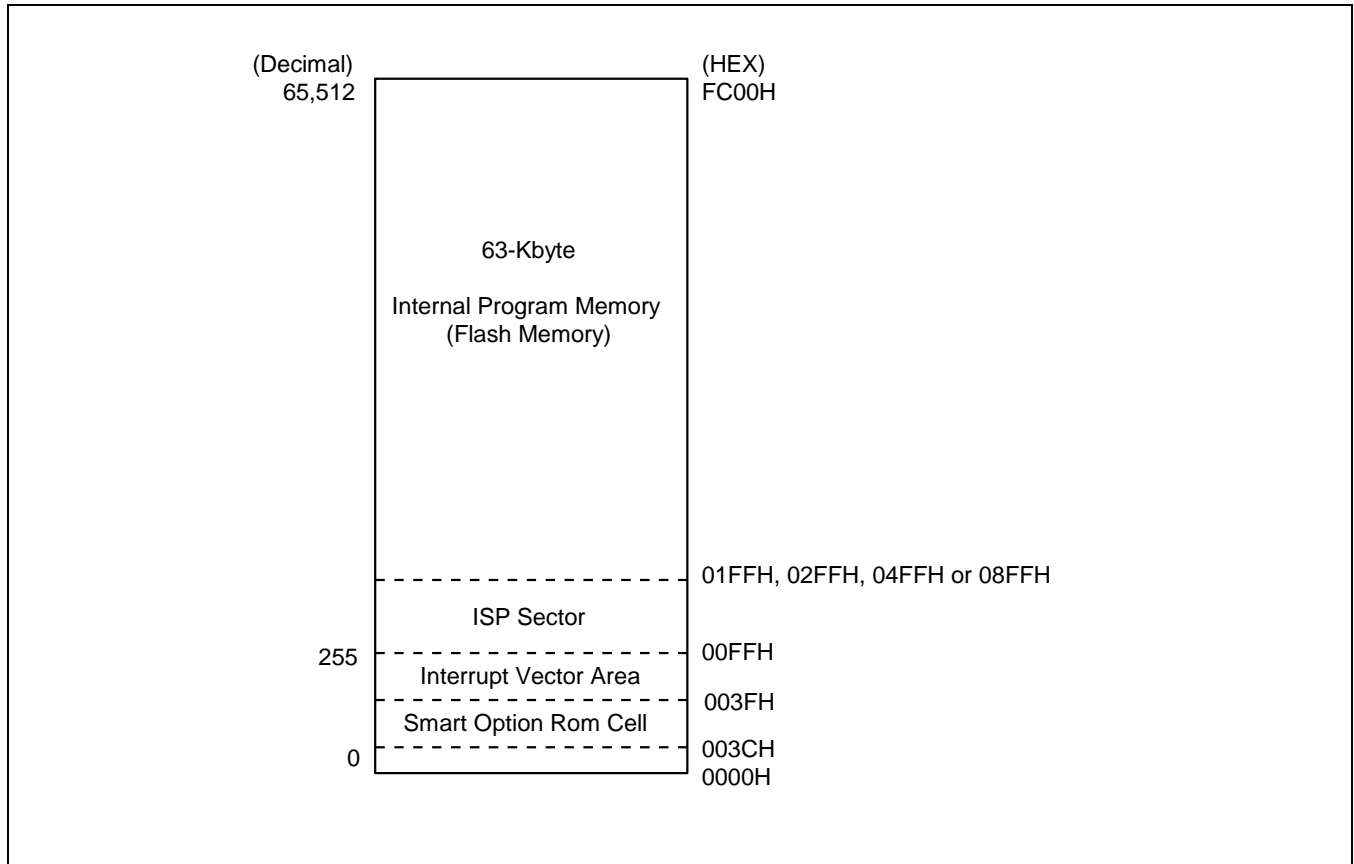 (Decimal)
65,512
(HEX)
FC00H
63-Kbyte
Internal Program Memory
(Flash Memory)
01FFH, 02FFH, 04FFH or 08FFH
ISP Sector
255
00FFH
Interrupt Vector Area
003FH
Smart Option Rom Cell
0
003CH
0000H